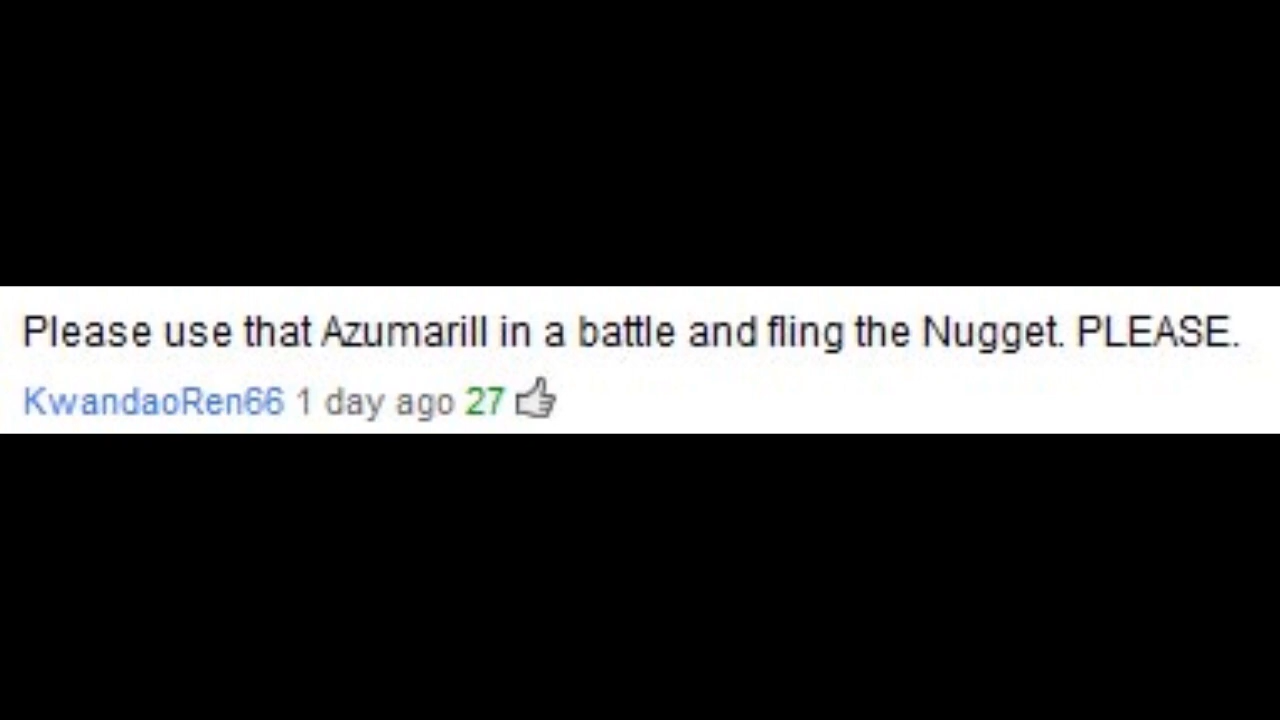 Please use that Azumarill in a battle and fling the Nugget. PLEASE.
KwandaoRen66 1 day ago 27